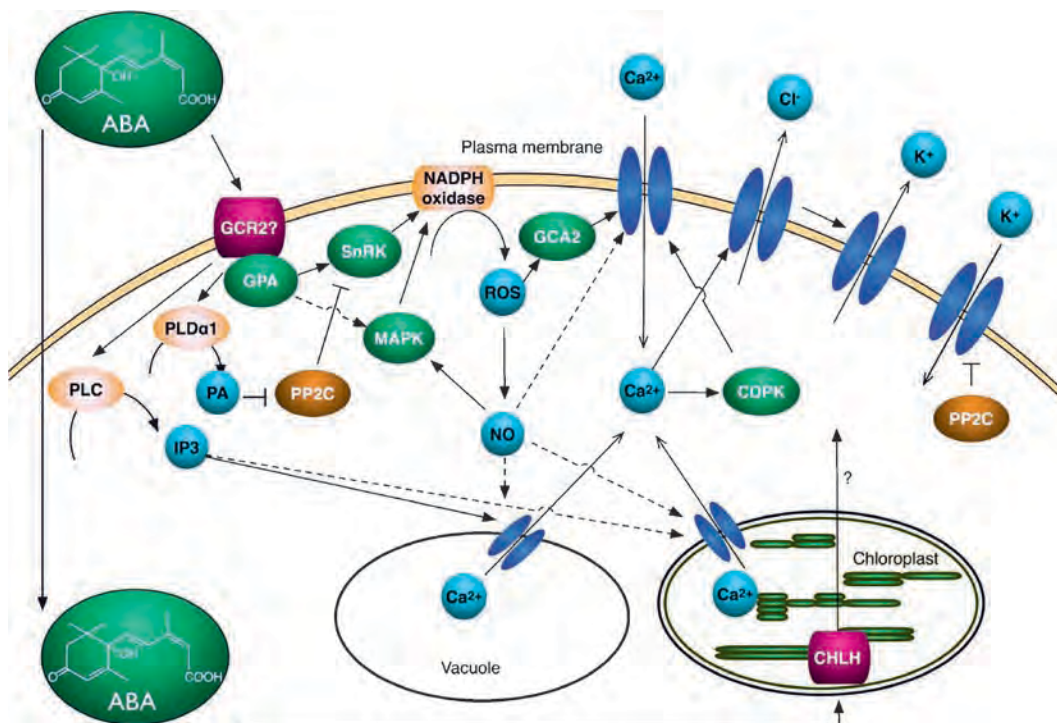 OH
O
COOH
ABA
Ca2+
Cl-
Plasma membrane
K+
NADPH
oxidase
K+
GCR2?
SnRK
GCA2
GPA
ROS
PLDα1
MAPK
PLC
PA
PP2C
Ca2+
CDPK
PP2C
IP3
NO
?
Chloroplast
Ca2+
Ca2+
Vacuole
CHLH
OH
O
COOH
ABA